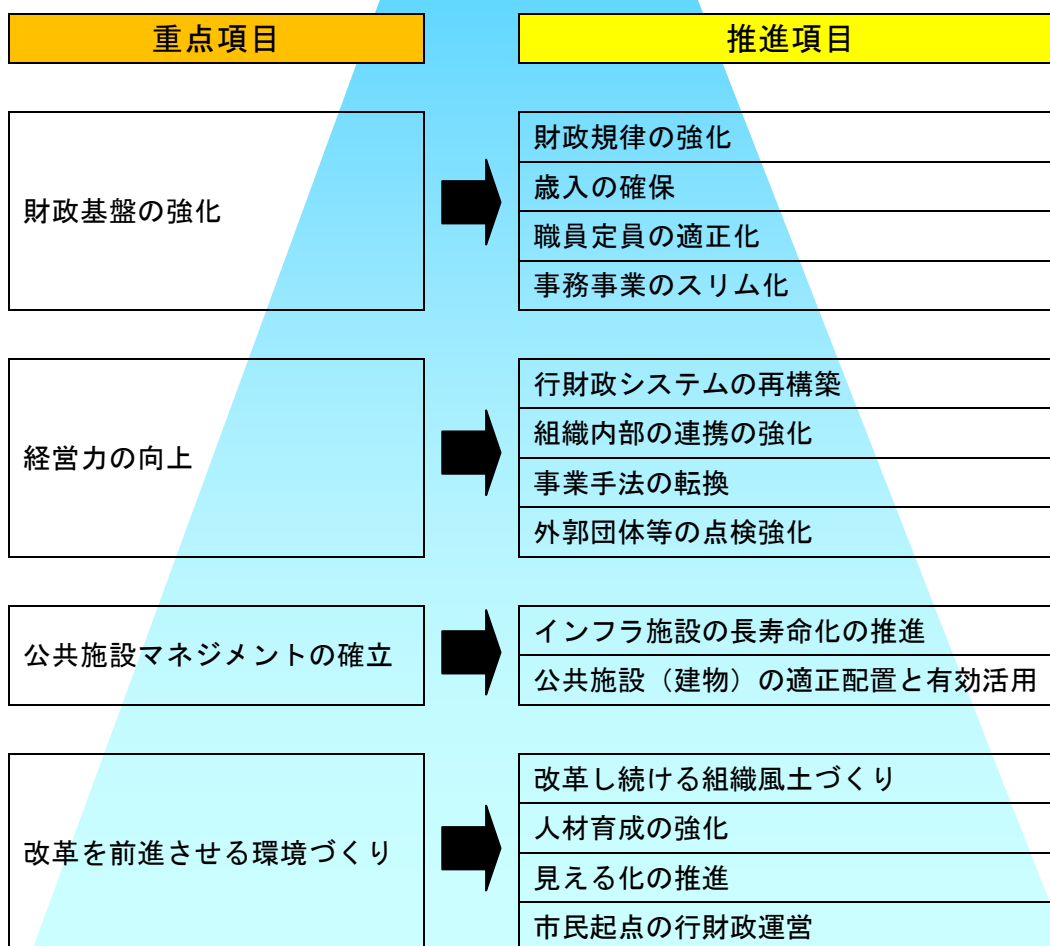 重点項目
推進項目
財政基盤の強化
財政規律の強化
歳入の確保
職員定員の適正化
事務事業のスリム化
経営力の向上
行財政システムの再構築
組織内部の連携の強化
事業手法の転換
外郭団体等の点検強化
公共施設マネジメントの確立
インフラ施設の長寿命化の推進
公共施設（建物）の適正配置と有効活用
改革を前進させる環境づくり
改革し続ける組織風土づくり
人材育成の強化
見える化の推進
市民起点の行財政運営